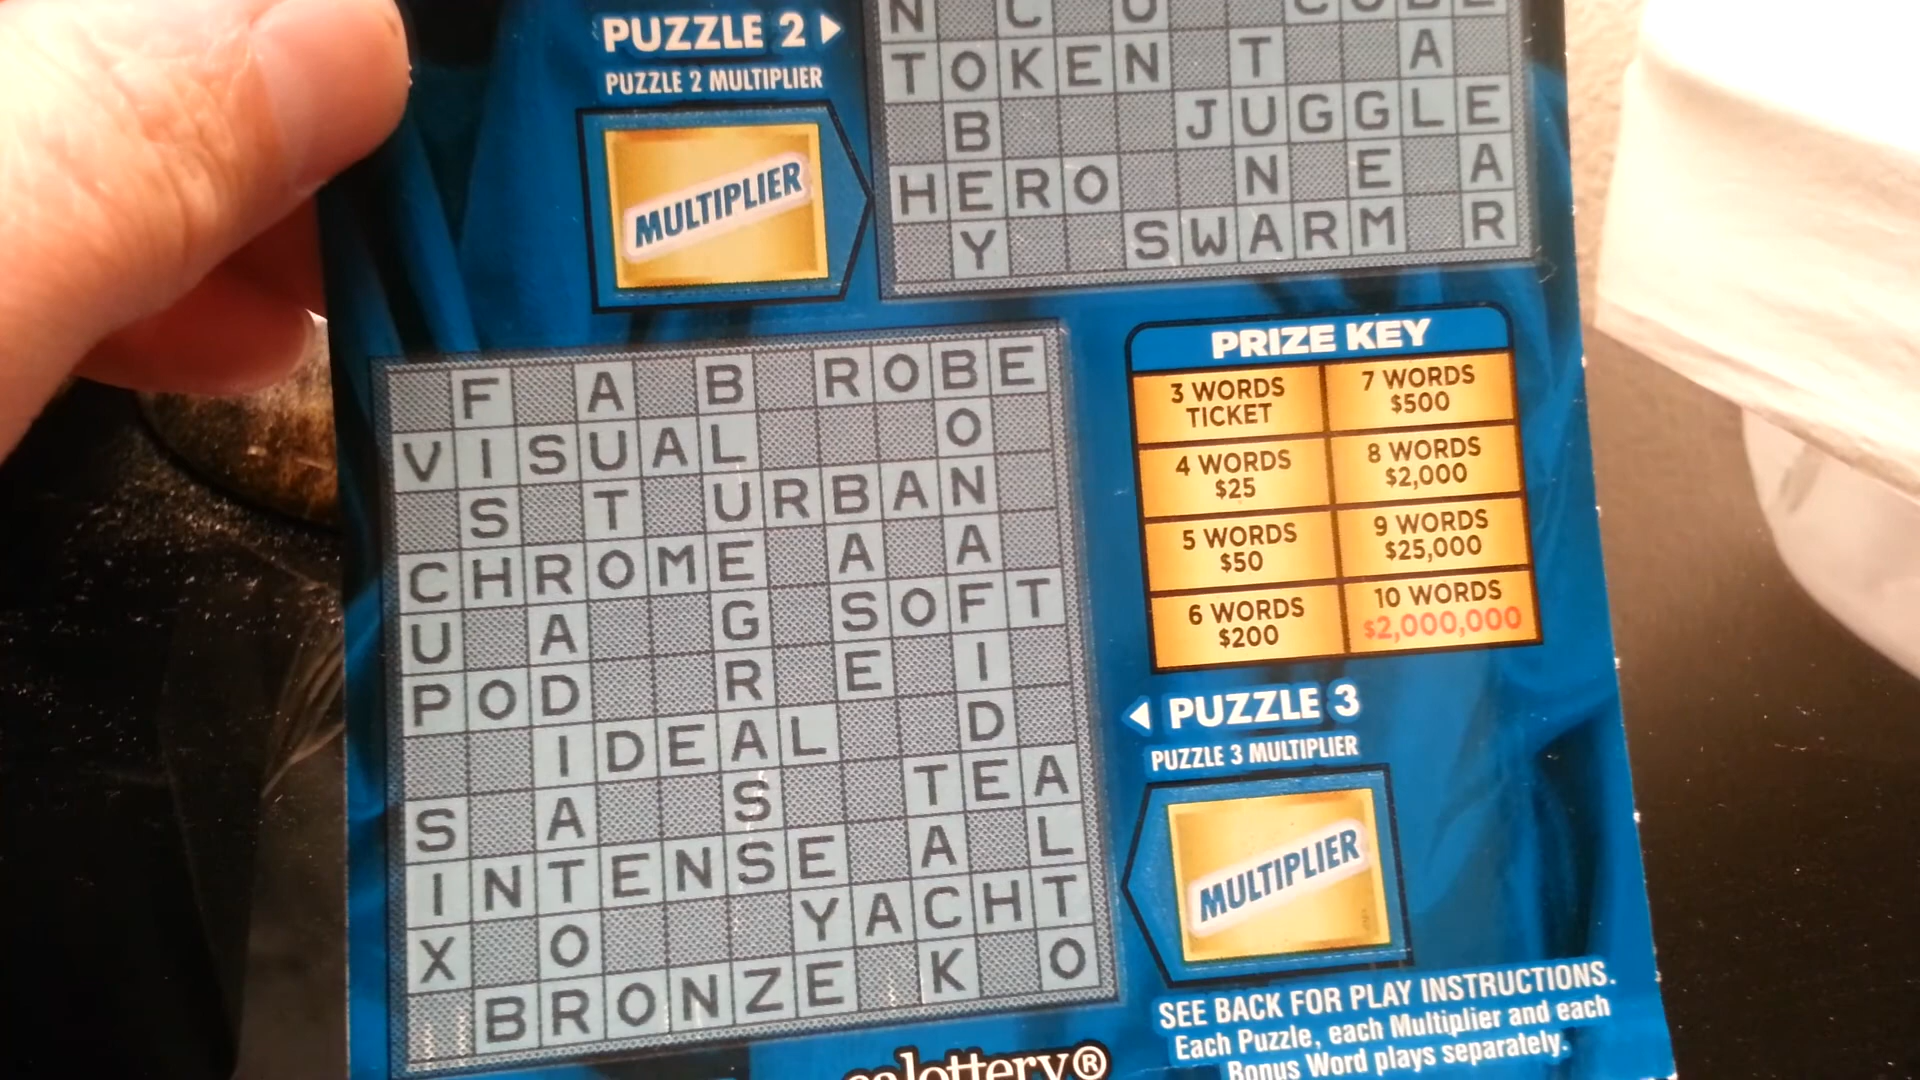 PUZZLE 2
PUZZLE 2 MULTIPLIER
MULTIPLIER
N C O CUBE
TOKEN T A
B JUGGLE
HERO N E A
Y SWARM R
F A B ROBE
VISUAL O
S T URBAN
CHROME A A
U A G SOFT
POD R E I
IDEAL D
S A S TEA
INTENSE A L
X O YACHT
BRONZE K O
PRIZE KEY
3 WORDS
TICKET
7 WORDS
$500
4 WORDS
$25
8 WORDS
$2,000
5 WORDS
$50
9 WORDS
$25,000
6 WORDS
$200
10 WORDS
$2,000,000
PUZZLE 3
PUZZLE 3 MULTIPLIER
MULTIPLIER
SEE BACK FOR PLAY INSTRUCTIONS.
Each Puzzle, each Multiplier and each
Bonus Word plays separately.
calottery®